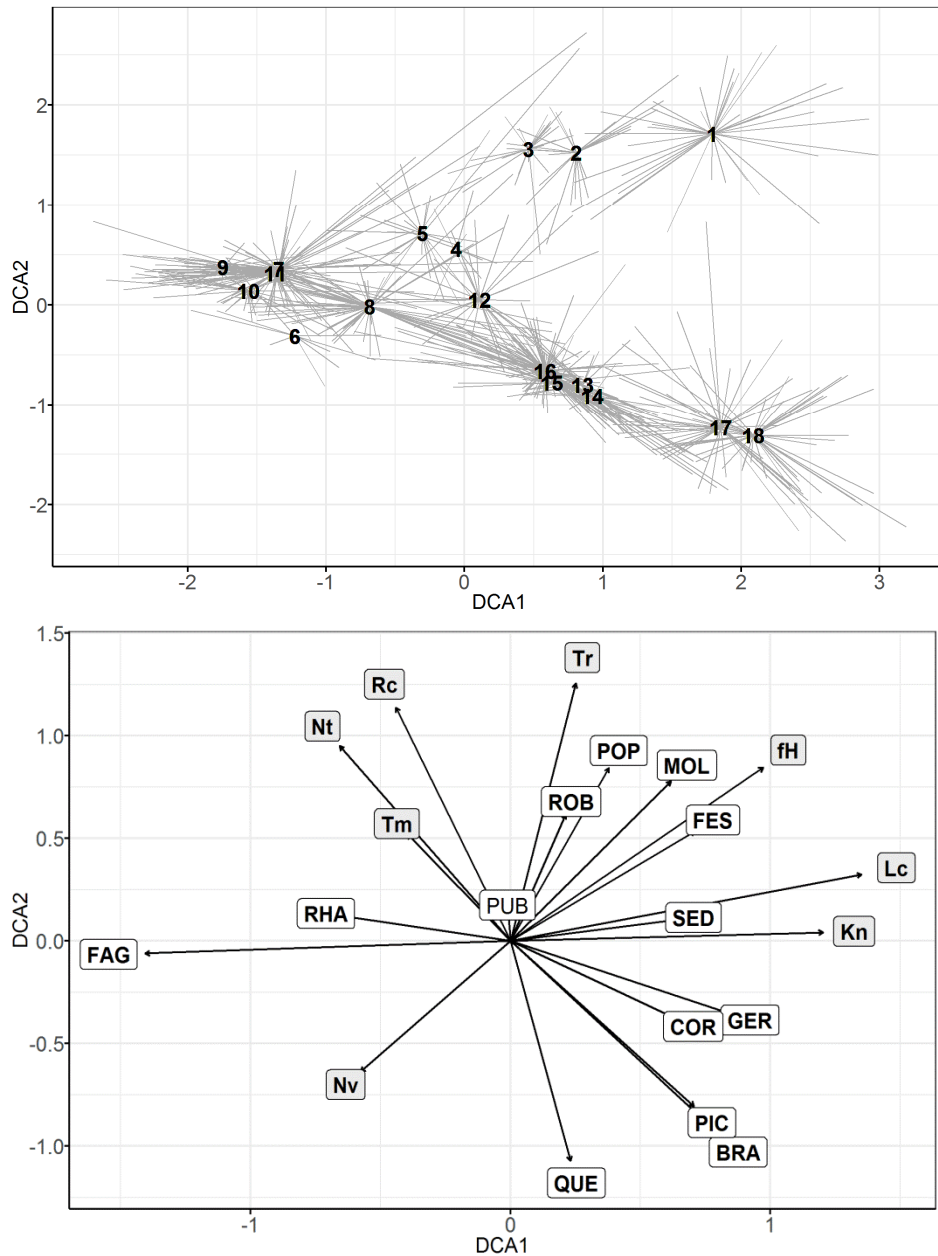 2
1
0
-1
-2
DCA2
1
3
2
5
4
9
7
11
10
12
8
6
16
15
13
14
17
18
-2 -1 0 1 2 3
DCA1
1.5
1.0
0.5
0.0
-0.5
-1.0
DCA2
Tr
Rc
Nt
POP
fH
MOL
ROB
Tm
FES
Lc
PUB
RHA
SED
Kn
FAG
COR
GER
Nv
PIC
BRA
QUE
-1 0 1
DCA1